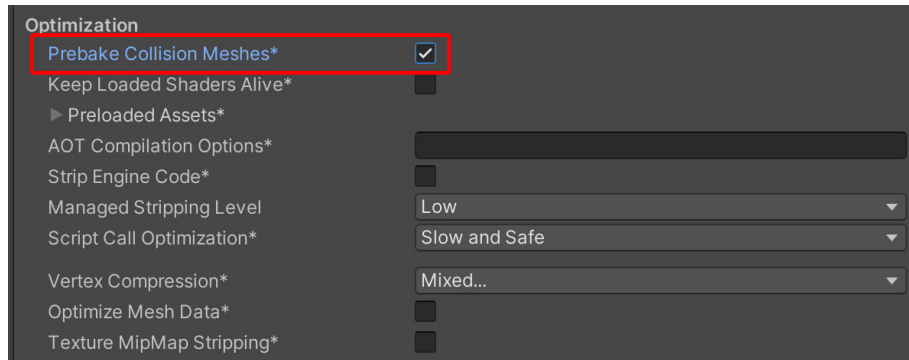 Optimization
Prebake Collision Meshes*
Keep Loaded Shaders Alive*
Preloaded Assets*
AOT Compilation Options*
Strip Engine Code*
Managed Stripping Level Low
Script Call Optimization* Slow and Safe
Vertex Compression* Mixed...
Optimize Mesh Data*
Texture MipMap Stripping*